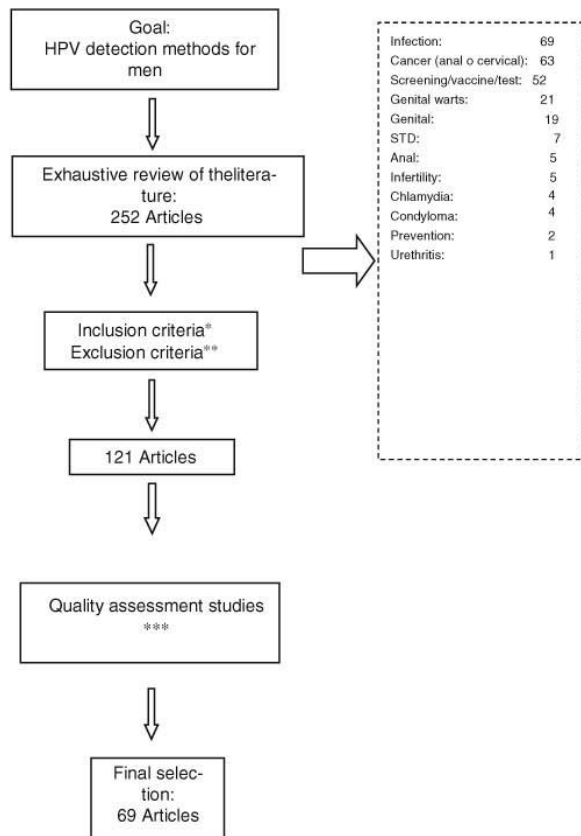 Goal:
HPV detection methods for
men
Exhaustive review of thelitera-
ture:
252 Articles
Inclusion criteria*
Exclusion criteria**
121 Articles
Quality assessment studies
***
Final selec-
tion:
69 Articles
Infection: 69
Cancer (anal o cervical): 63
Screening/vaccine/test: 52
Genital warts: 21
Genital: 19
STD: 7
Anal: 5
Infertility: 5
Chlamydia: 4
Condyloma: 4
Prevention: 2
Urethritis: 1